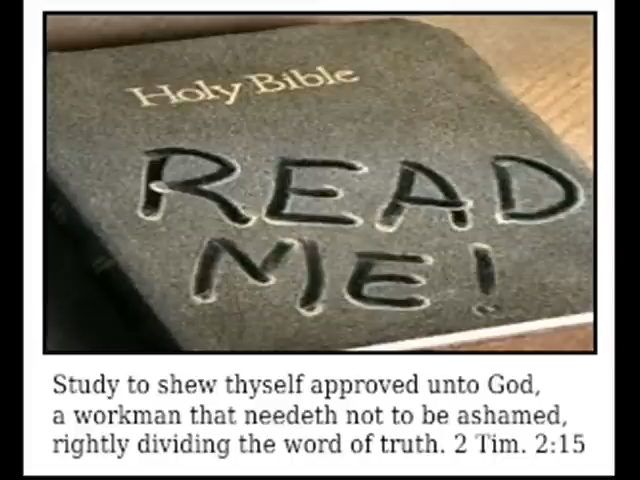 Holy Bible
READ
ME!
Study to shew thyself approved unto God,
a workman that needeth not to be ashamed,
rightly dividing the word of truth. 2 Tim. 2:15